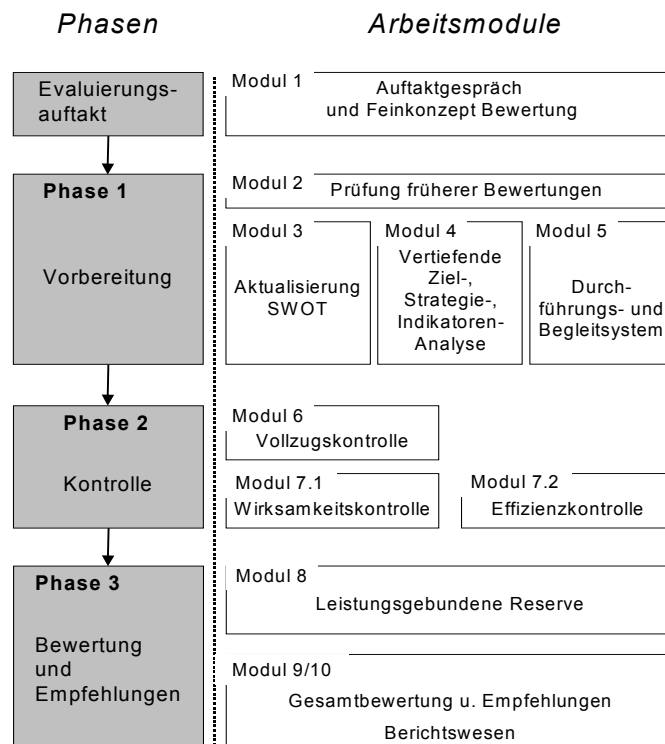 Phasen
Arbeitsmodule
Evaluierungs-
auftakt
Modul 1
Auftaktgespräch
und Feinkonzept Bewertung
Phase 1
Vorbereitung
Modul 2
Prüfung früherer Bewertungen
Modul 3
Aktualisierung
SWOT
Modul 4
Vertiefende
Ziel-,
Strategie-,
Indikatoren-
Analyse
Modul 5
Durch-
führungs- und
Begleitsystem
Phase 2
Kontrolle
Modul 6
Vollzugskontrolle
Modul 7.1
Wirksamkeitskontrolle
Modul 7.2
Effizienzkontrolle
Phase 3
Bewertung
und
Empfehlungen
Modul 8
Leistungsgebundene Reserve
Modul 9/10
Gesamtbewertung u. Empfehlungen
Berichtswesen